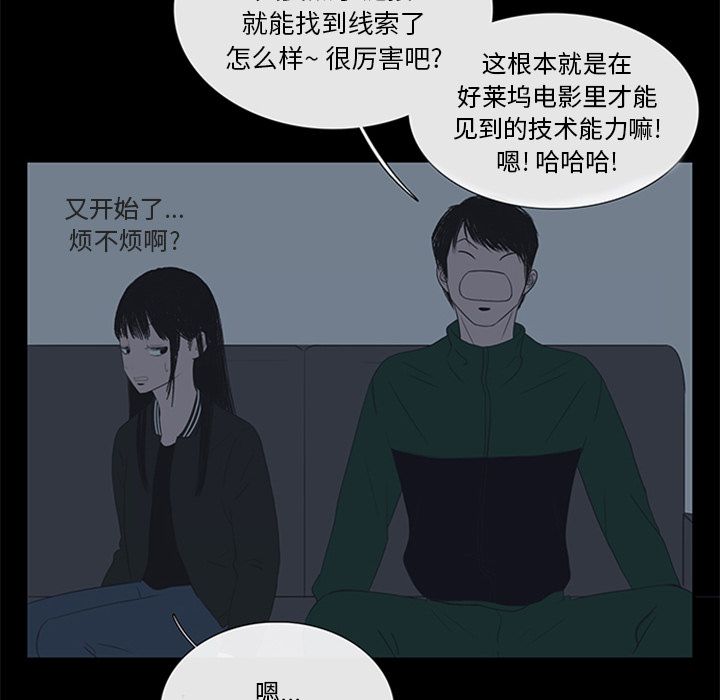 就能找到线索了
怎么样~ 很厉害吧?
这根本就是在
好莱坞电影里才能
见到的技术能力嘛!
嗯! 哈哈哈!
又开始了...
烦不烦啊?
嗯...